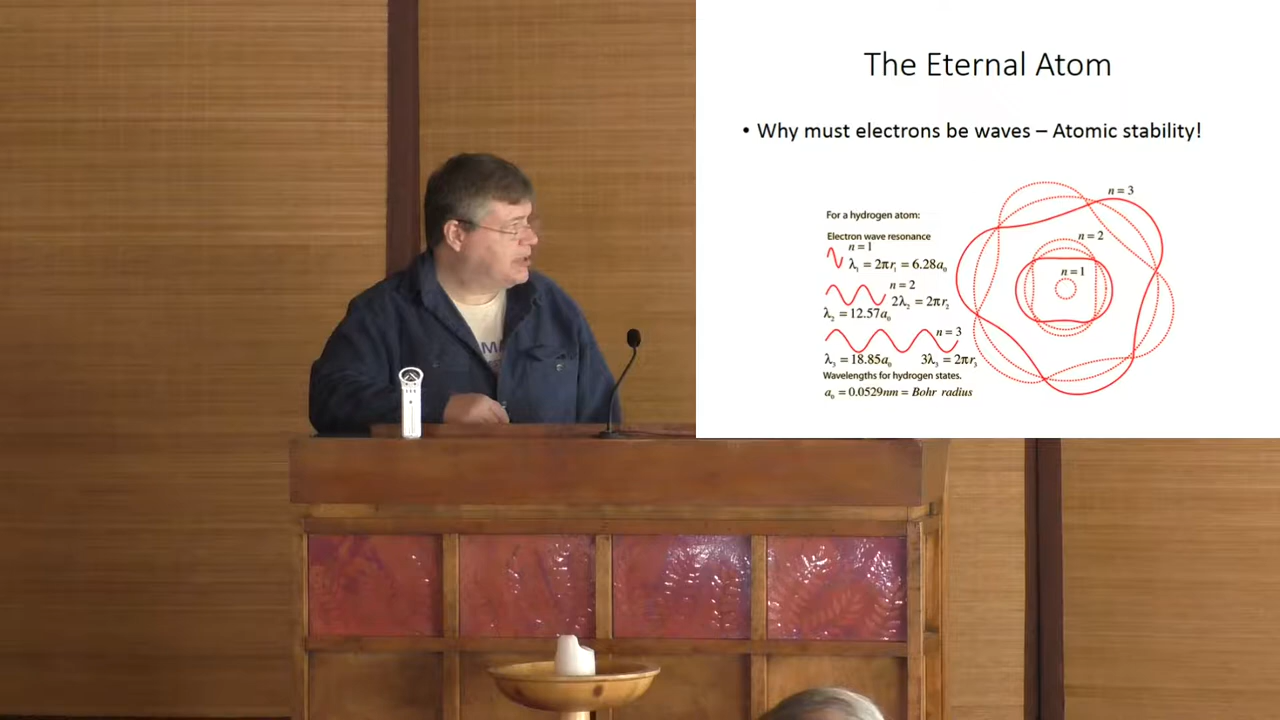 The Eternal Atom
• Why must electrons be waves – Atomic stability!
For a hydrogen atom:
Electron wave resonance
n = 1
λ₁ = 2πr₁ = 6.28a₀
n = 2
2λ₂ = 2πr₂
λ₂ = 12.57a₀
n = 3
λ₃ = 18.85a₀ 3λ₃ = 2πr₃
Wavelengths for hydrogen states.
a₀ = 0.0529nm = Bohr radius
n = 3
n = 2
n = 1
MA